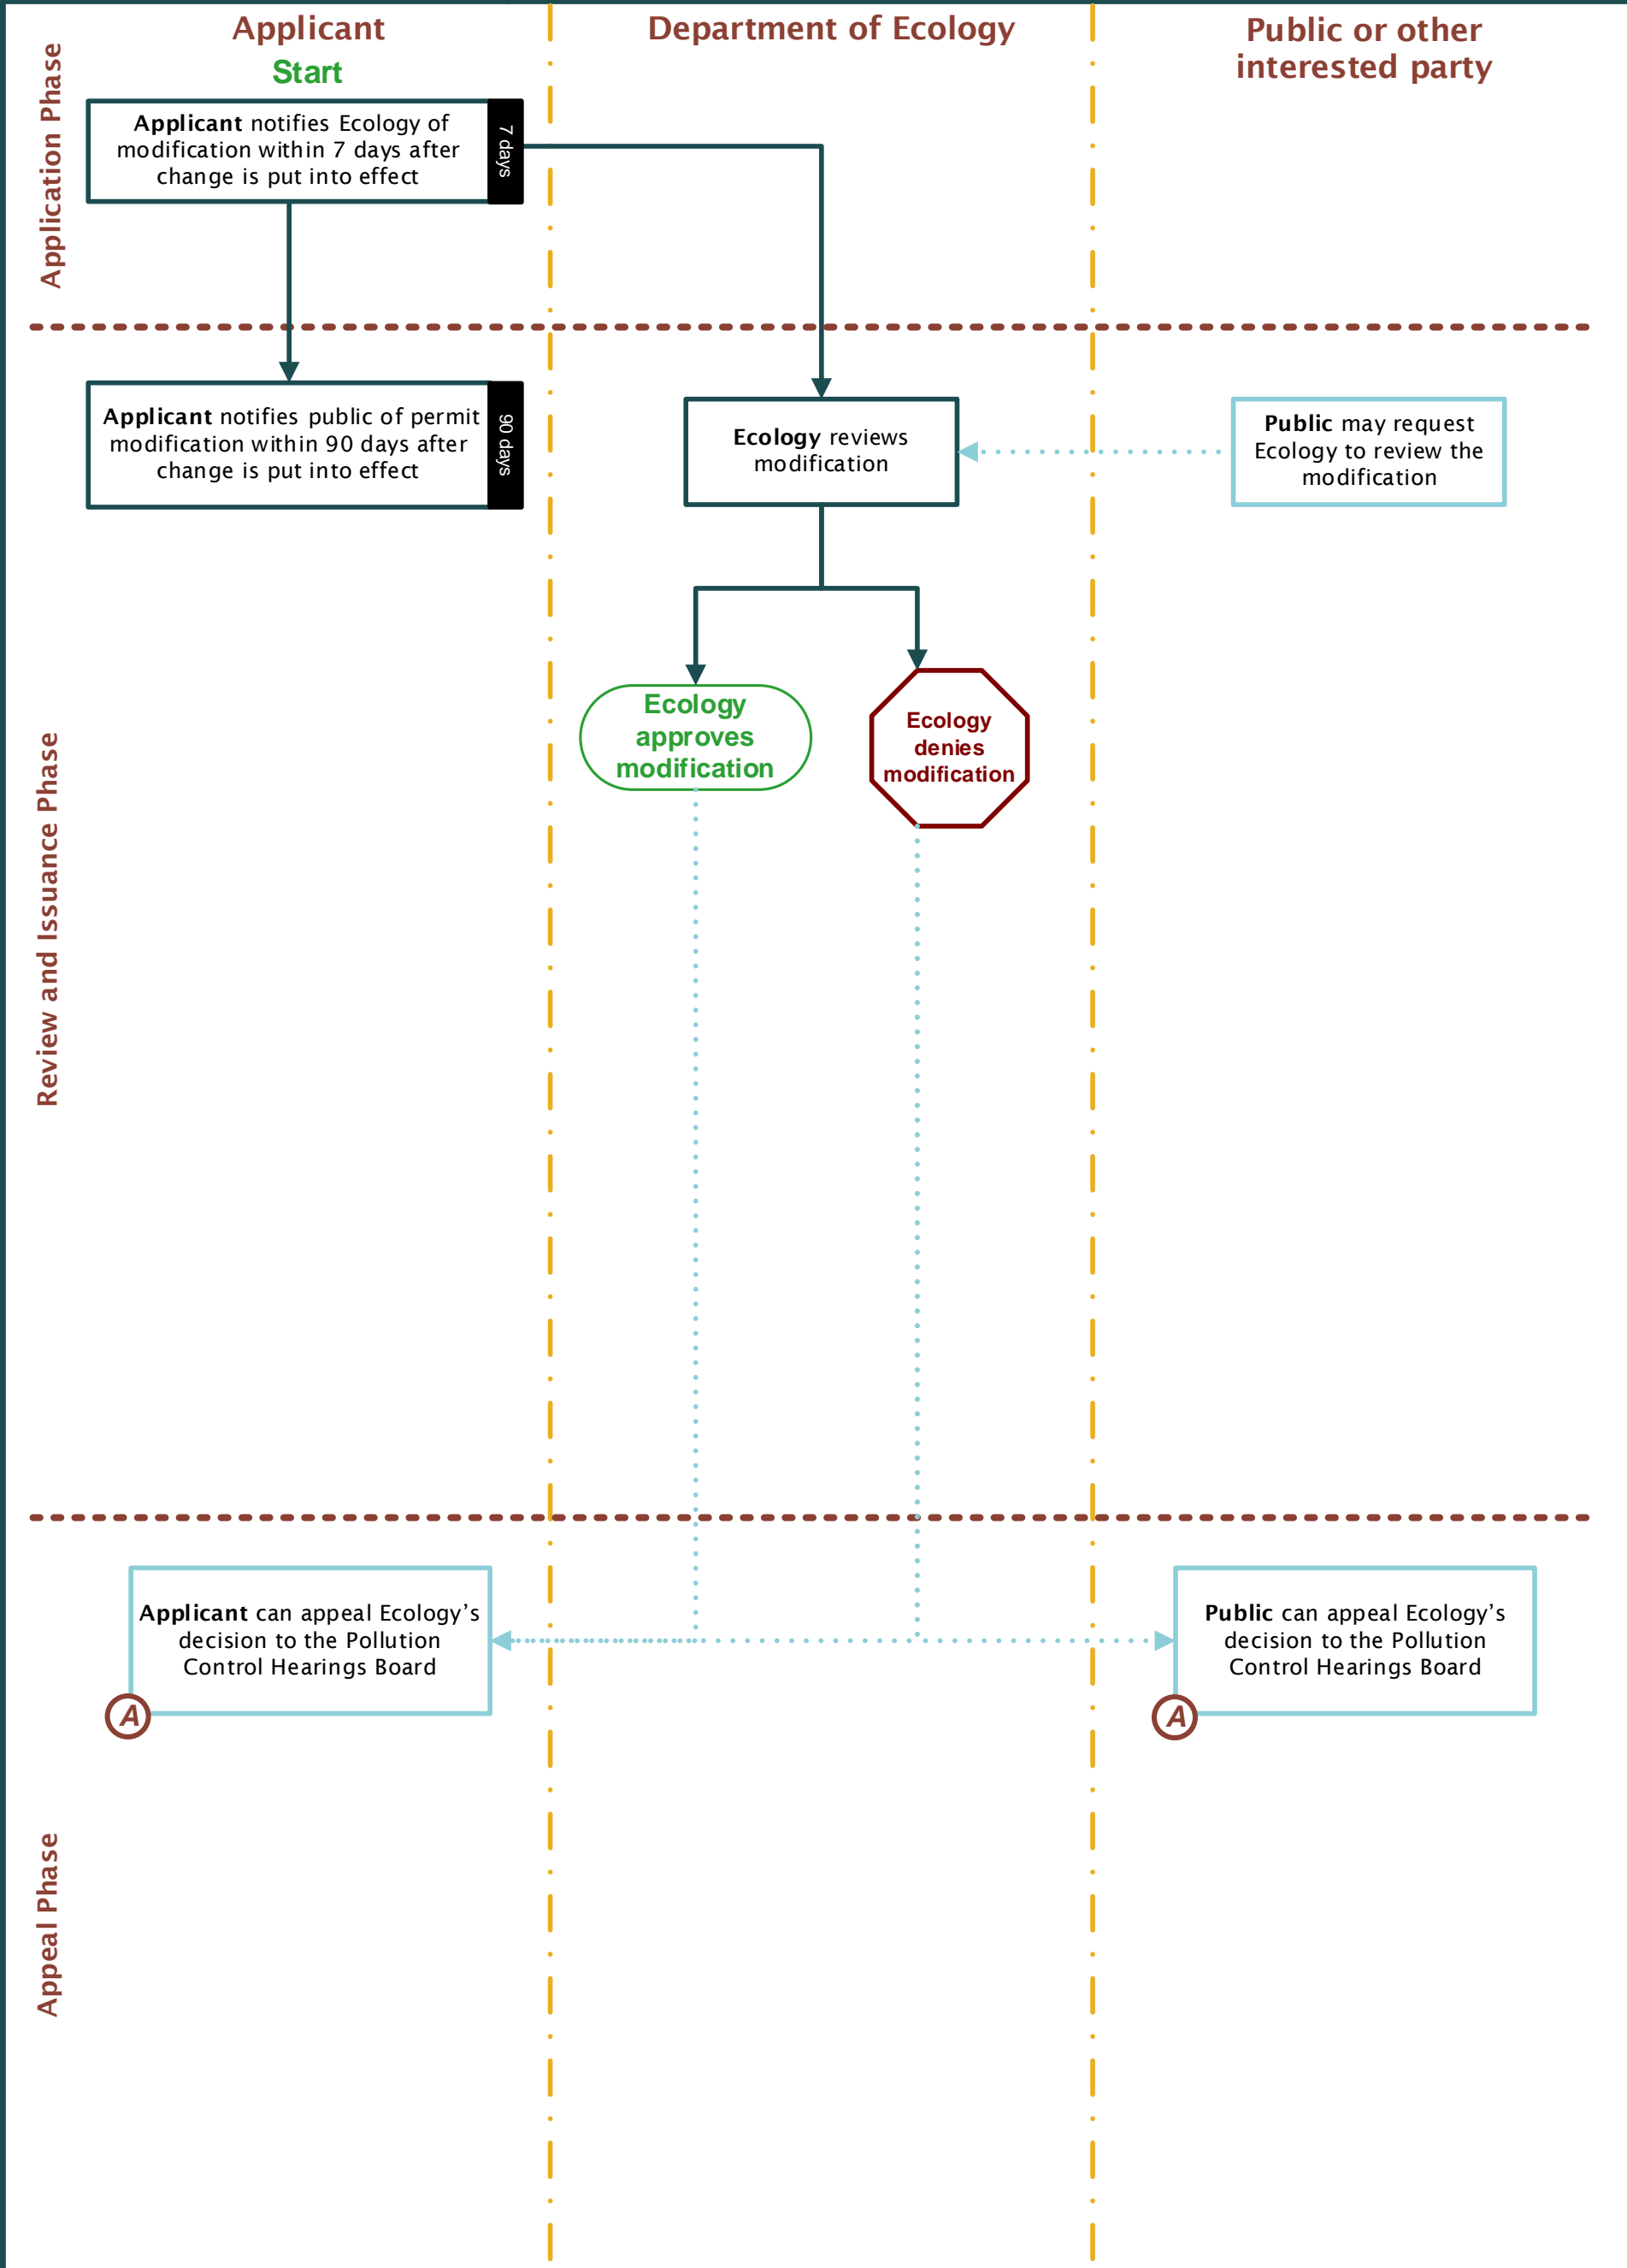 Applicant
Department of Ecology
Public or other
interested party
Start
Application Phase
Applicant notifies Ecology of
modification within 7 days after
change is put into effect
7 days
Applicant notifies public of permit
modification within 90 days after
change is put into effect
90 days
Ecology reviews
modification
Public may request
Ecology to review the
modification
Ecology
approves
modification
Ecology
denies
modification
Review and Issuance Phase
Applicant can appeal Ecology’s
decision to the Pollution
Control Hearings Board
A
Public can appeal Ecology’s
decision to the Pollution
Control Hearings Board
A
Appeal Phase